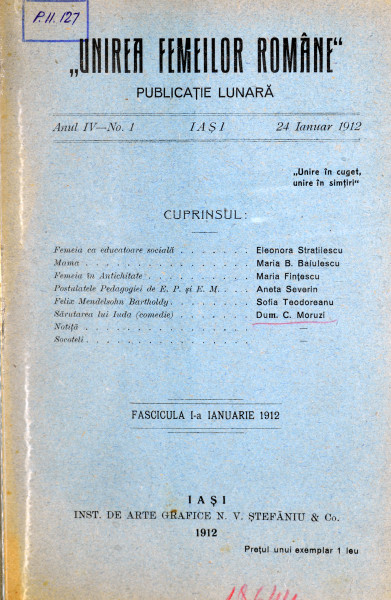 P.II.127
„UNIREA FEMEILOR ROMÂNE“
PUBLICAȚIE LUNARĂ
Anul IV—No. 1 IAȘI 24 Ianuar 1912
„Unire în cuget,
unire în simțiri“
CUPRINSUL:
Femeia ca educatoare socială . . . . . . Eleonora Stratilescu
Mama . . . . . . . . . . . . Maria B. Baiulescu
Femeia în Antichitate . . . . . . . . Maria Fințescu
Postulatele Pedagogiei de E. P. și E. M. . . . Aneta Severin
Felix Mendelsohn Bartholdy . . . . . . Sofia Teodoreanu
Sărutarea lui Iuda (comedie) . . . . . . Dum. C. Moruzi
Notiță . . . . . . . . . . . . —
Socoteli . . . . . . . . . . . . —
FASCICULA I-a IANUARIE 1912
IAȘI
INST. DE ARTE GRAFICE N. V. ȘTEFĂNIU & Co.
1912
Prețul unui exemplar 1 leu